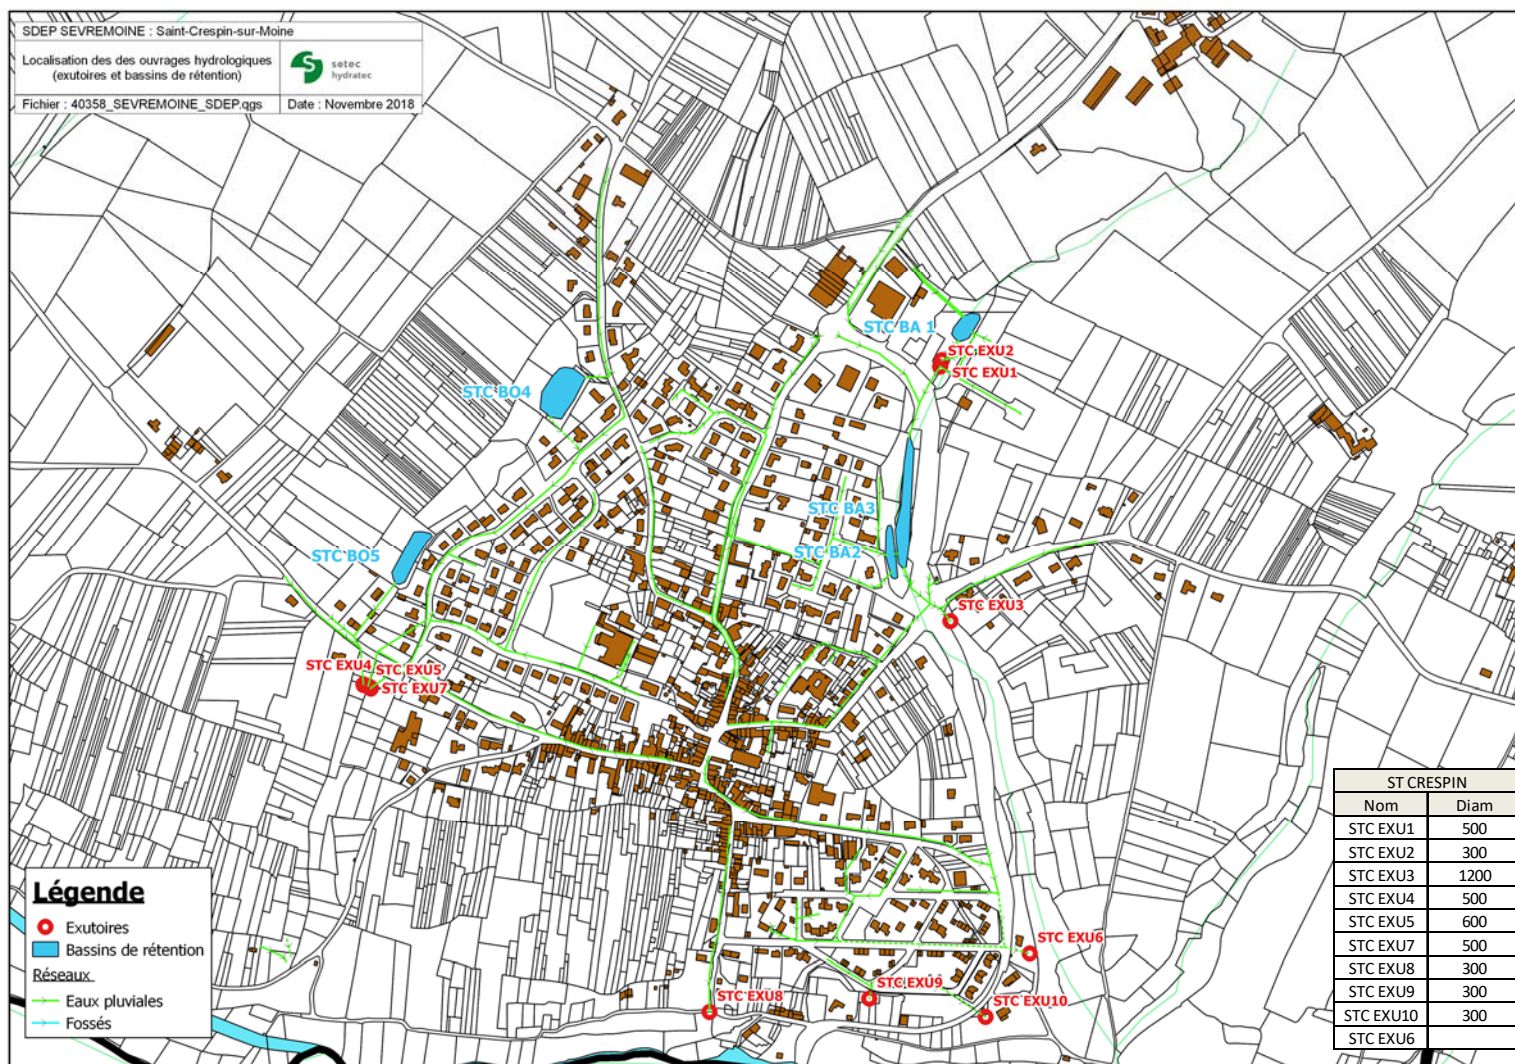 SDEP SEVREMOINE : Saint-Crespin-sur-Moine
Localisation des des ouvrages hydrologiques
(exutoires et bassins de rétention)
setec
hydratec
Fichier : 40358_SEVREMOINE_SDEP.qgs
Date : Novembre 2018
STC BA 1
STC EXU2
STC EXU1
STC BO4
STC BA3
STC BA2
STC BO5
STC EXU3
STC EXU4
STC EXU5
STC EXU7
STC EXU6
STC EXU9
STC EXU8
STC EXU10
Légende
Exutoires
Bassins de rétention
Réseaux
Eaux pluviales
Fossés
ST CRESPIN
Nom Diam
STC EXU1 500
STC EXU2 300
STC EXU3 1200
STC EXU4 500
STC EXU5 600
STC EXU7 500
STC EXU8 300
STC EXU9 300
STC EXU10 300
STC EXU6